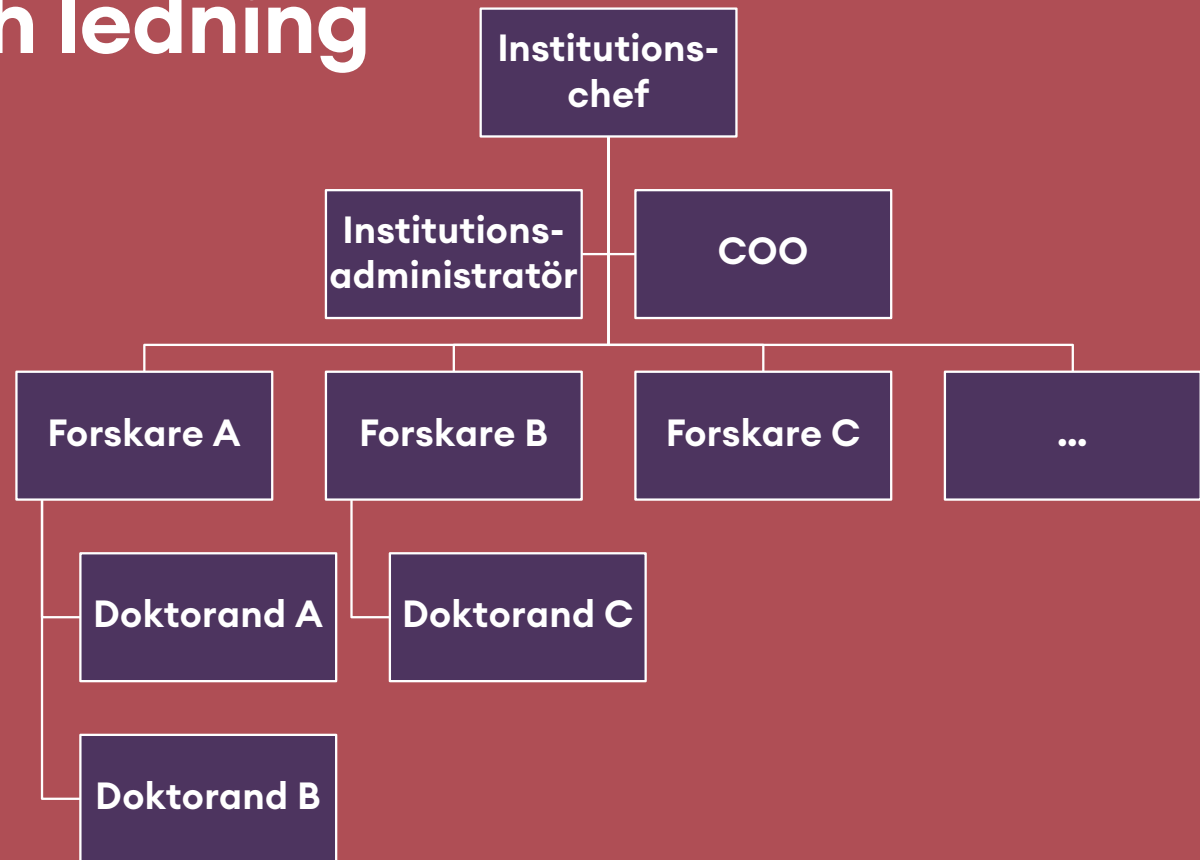 h ledning
Institutions-
chef
Institutions-
administratör
COO
Forskare A
Forskare B
Forskare C
...
Doktorand A
Doktorand C
Doktorand B